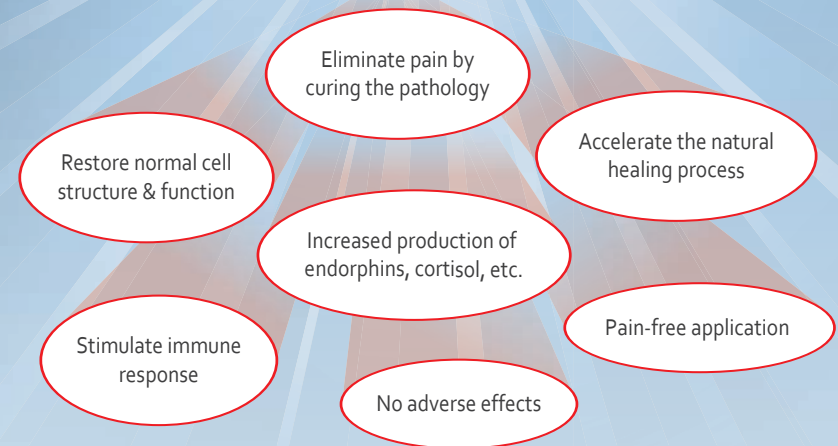 Eliminate pain by
curing the pathology
Accelerate the natural
healing process
Restore normal cell
structure & function
Increased production of
endorphins, cortisol, etc.
Pain-free application
Stimulate immune
response
No adverse effects